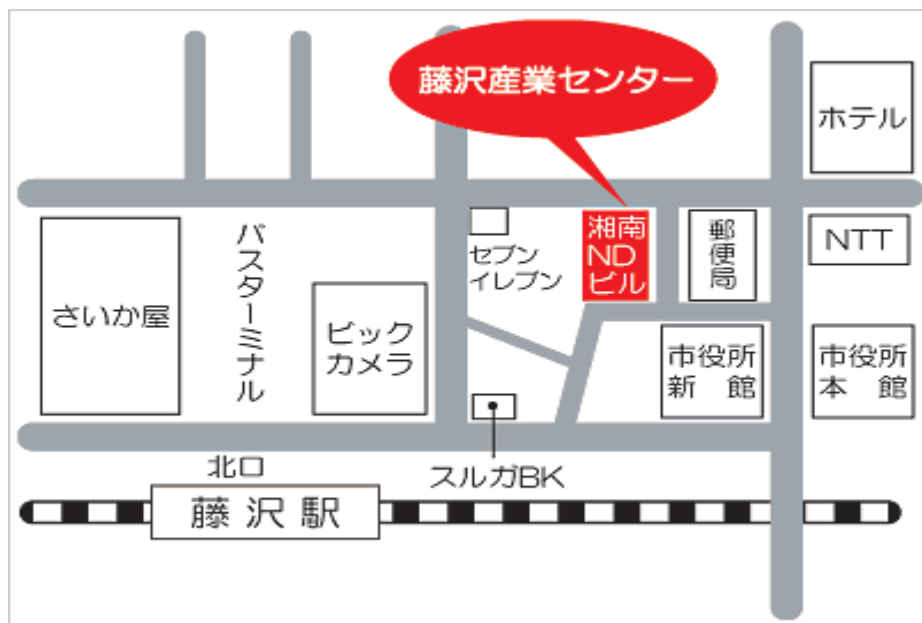 藤沢産業センター
ホテル
湘南
ND
ビル
郵便局
NTT
セブン
イレブン
バスターミナル
さいか屋
ビック
カメラ
市役所
新館
市役所
本館
スルガBK
北口
藤沢駅